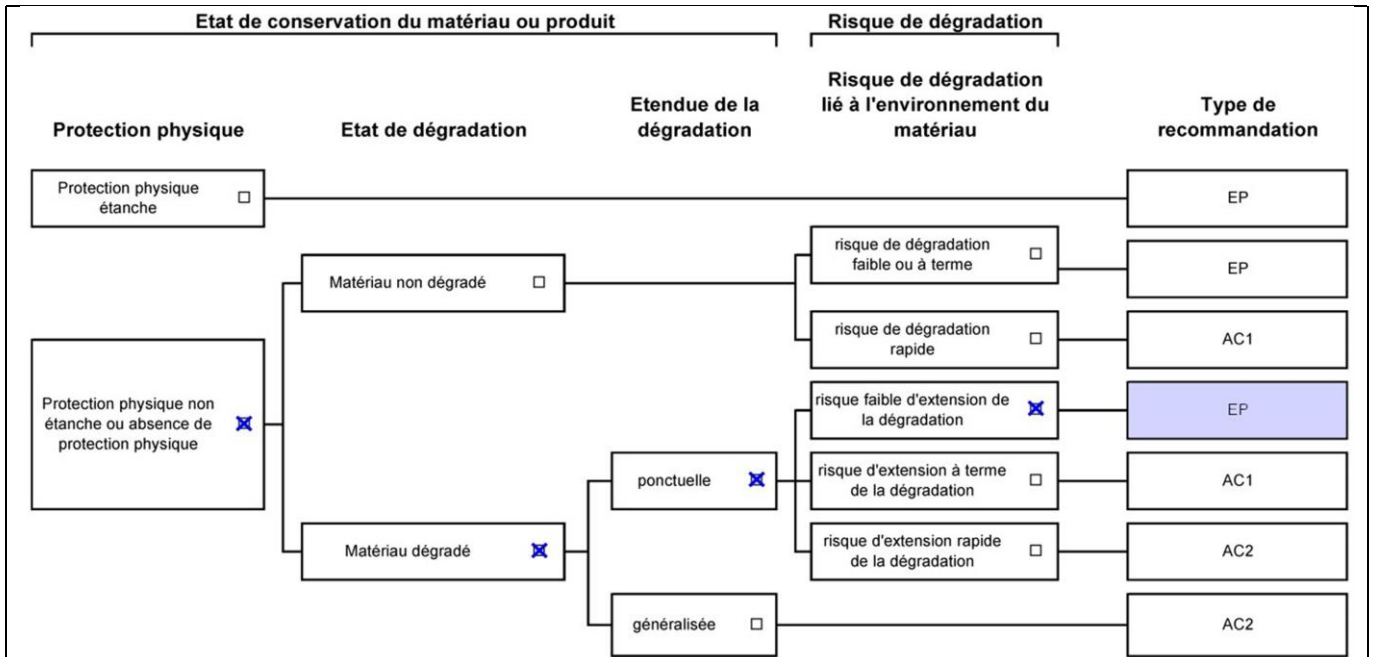 Etat de conservation du matériau ou produit
Risque de dégradation
Protection physique
Etat de dégradation
Etendue de la
dégradation
Risque de dégradation
lié à l'environnement du
matériau
Type de
recommandation
Protection physique
étanche
EP
risque de dégradation
faible ou à terme
EP
Matériau non dégradé
risque de dégradation
rapide
AC1
Protection physique non
étanche ou absence de
protection physique
risque faible d'extension de
la dégradation
EP
ponctuelle
risque d'extension à terme
de la dégradation
AC1
Matériau dégradé
risque d'extension rapide
de la dégradation
AC2
généralisée
AC2